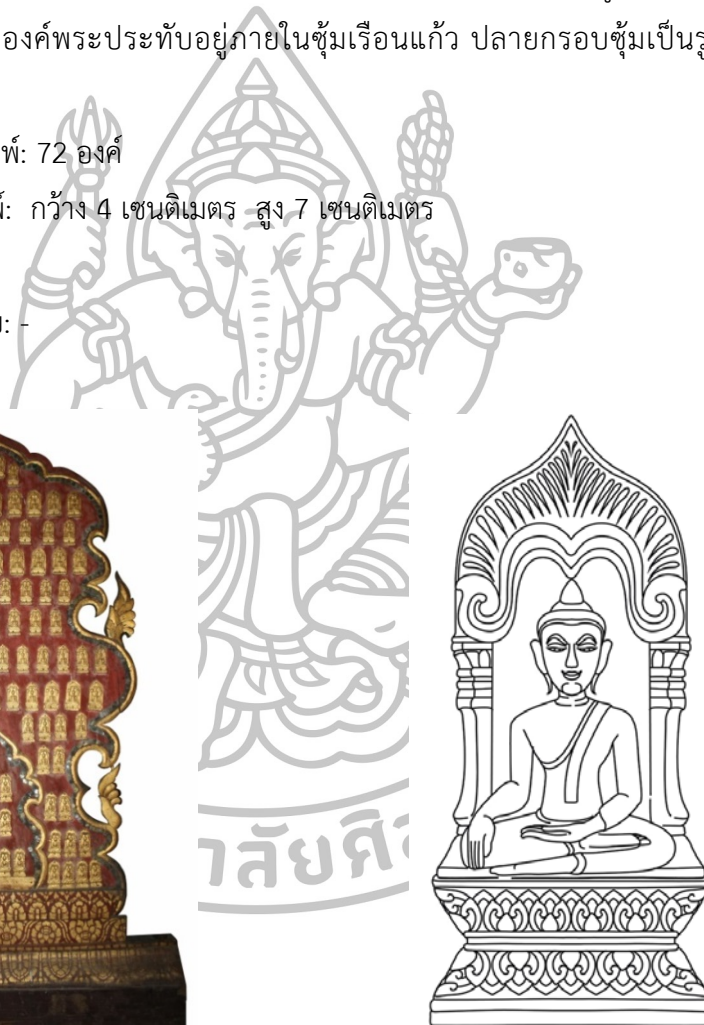 องค์พระประทับอยู่ภายในซุ้มเรือนแก้ว ปลายกรอบซุ้มเป็นรู
พ์: 72 องค์
กว้าง 4 เซนติเมตร สูง 7 เซนติเมตร
: -
าลัยศิ